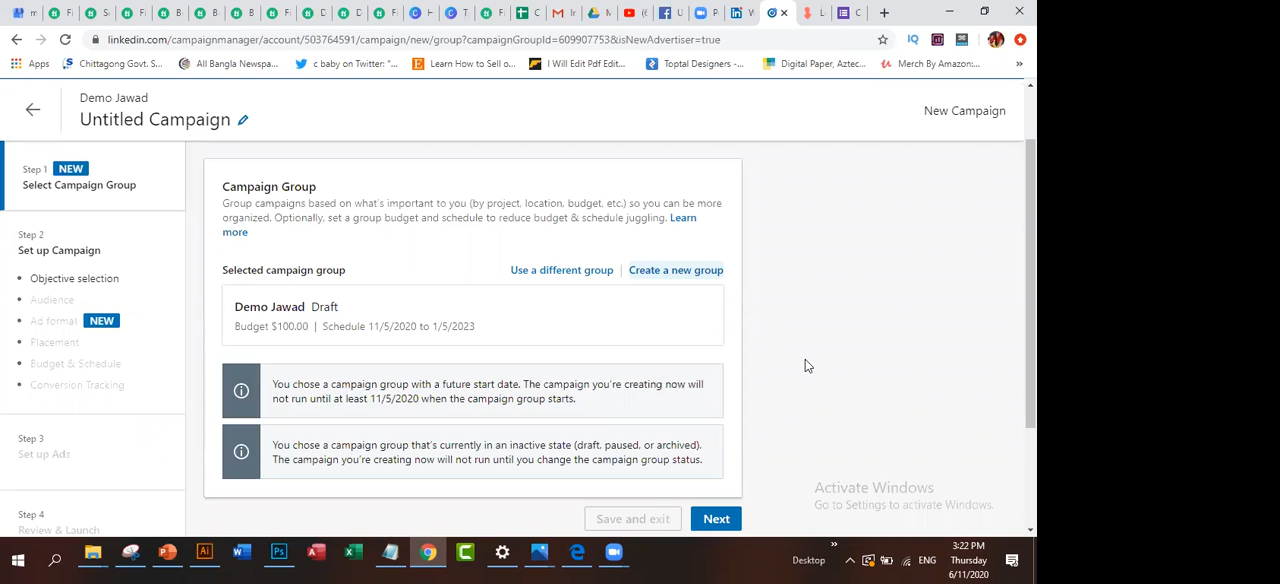 m
Fi
S
Fi
B
B
B
Fi
D
D
Fi
T
Fi
C
M
(6
U
P
W
L
C
linkedin.com/campaignmanager/account/503764591/campaign/new/group?campaignGroupId=609907753&isNewAdvertiser=true
IQ
Apps
Chittagong Govt. S...
All Bangla Newspa...
c baby on Twitter: "...
Learn How to Sell o...
I Will Edit Pdf Edit...
Toptal Designers -...
Digital Paper, Aztec...
Merch By Amazon:...
»
Demo Jawad
Untitled Campaign
New Campaign
Step 1 NEW
Select Campaign Group
Step 2
Set up Campaign
• Objective selection
• Audience
• Ad format NEW
• Placement
• Budget & Schedule
• Conversion Tracking
Step 3
Set up Ads
Step 4
Review & Launch
Campaign Group
Group campaigns based on what's important to you (by project, location, budget, etc.) so you can be more
organized. Optionally, set a group budget and schedule to reduce budget & schedule juggling. Learn
more
Selected campaign group
Use a different group | Create a new group
Demo Jawad Draft
Budget $100.00 | Schedule 11/5/2020 to 1/5/2023
You chose a campaign group with a future start date. The campaign you're creating now will
not run until at least 11/5/2020 when the campaign group starts.
You chose a campaign group that's currently in an inactive state (draft, paused, or archived).
The campaign you're creating now will not run until you change the campaign group status.
Save and exit
Next
Activate Windows
Go to Settings to activate Windows.
Desktop
»
ENG
3:22 PM
Thursday
6/11/2020